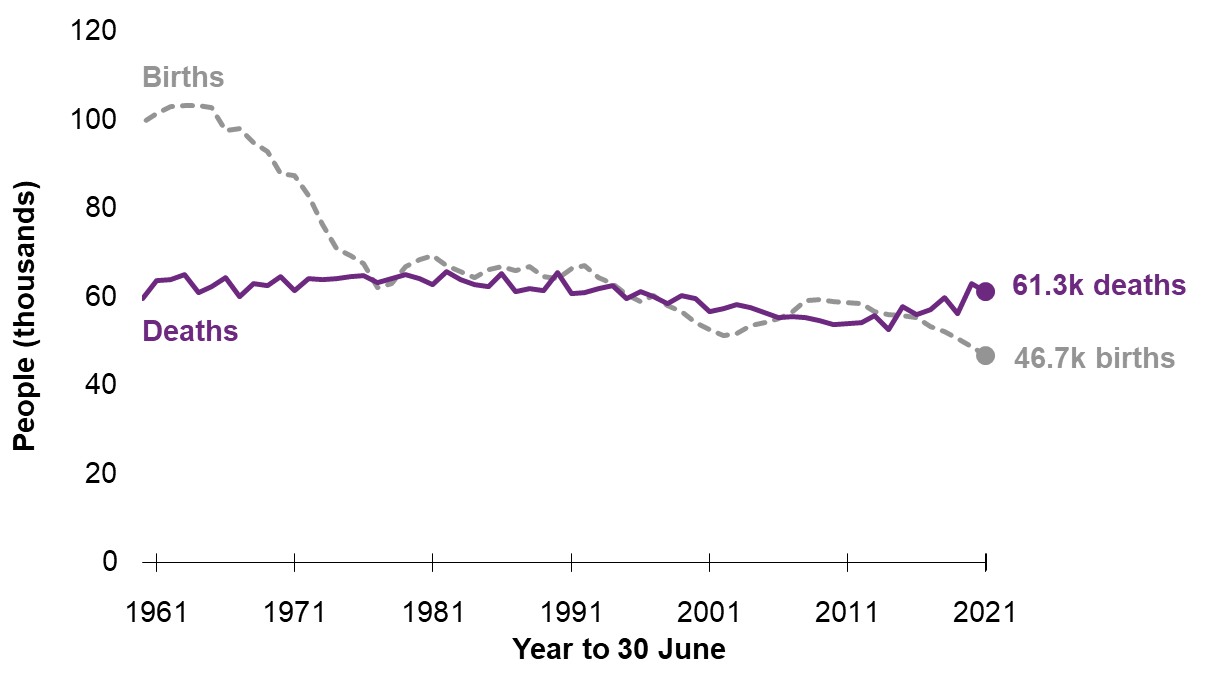 120
Births
100
80
60
40
20
0
People (thousands)
Deaths
61.3k deaths
46.7k births
1961 1971 1981 1991 2001 2011 2021
Year to 30 June